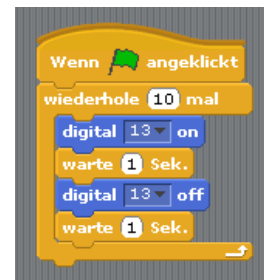 Wenn angeklickt
wiederhole 10 mal
digital 13 on
warte 1 Sek.
digital 13 off
warte 1 Sek.